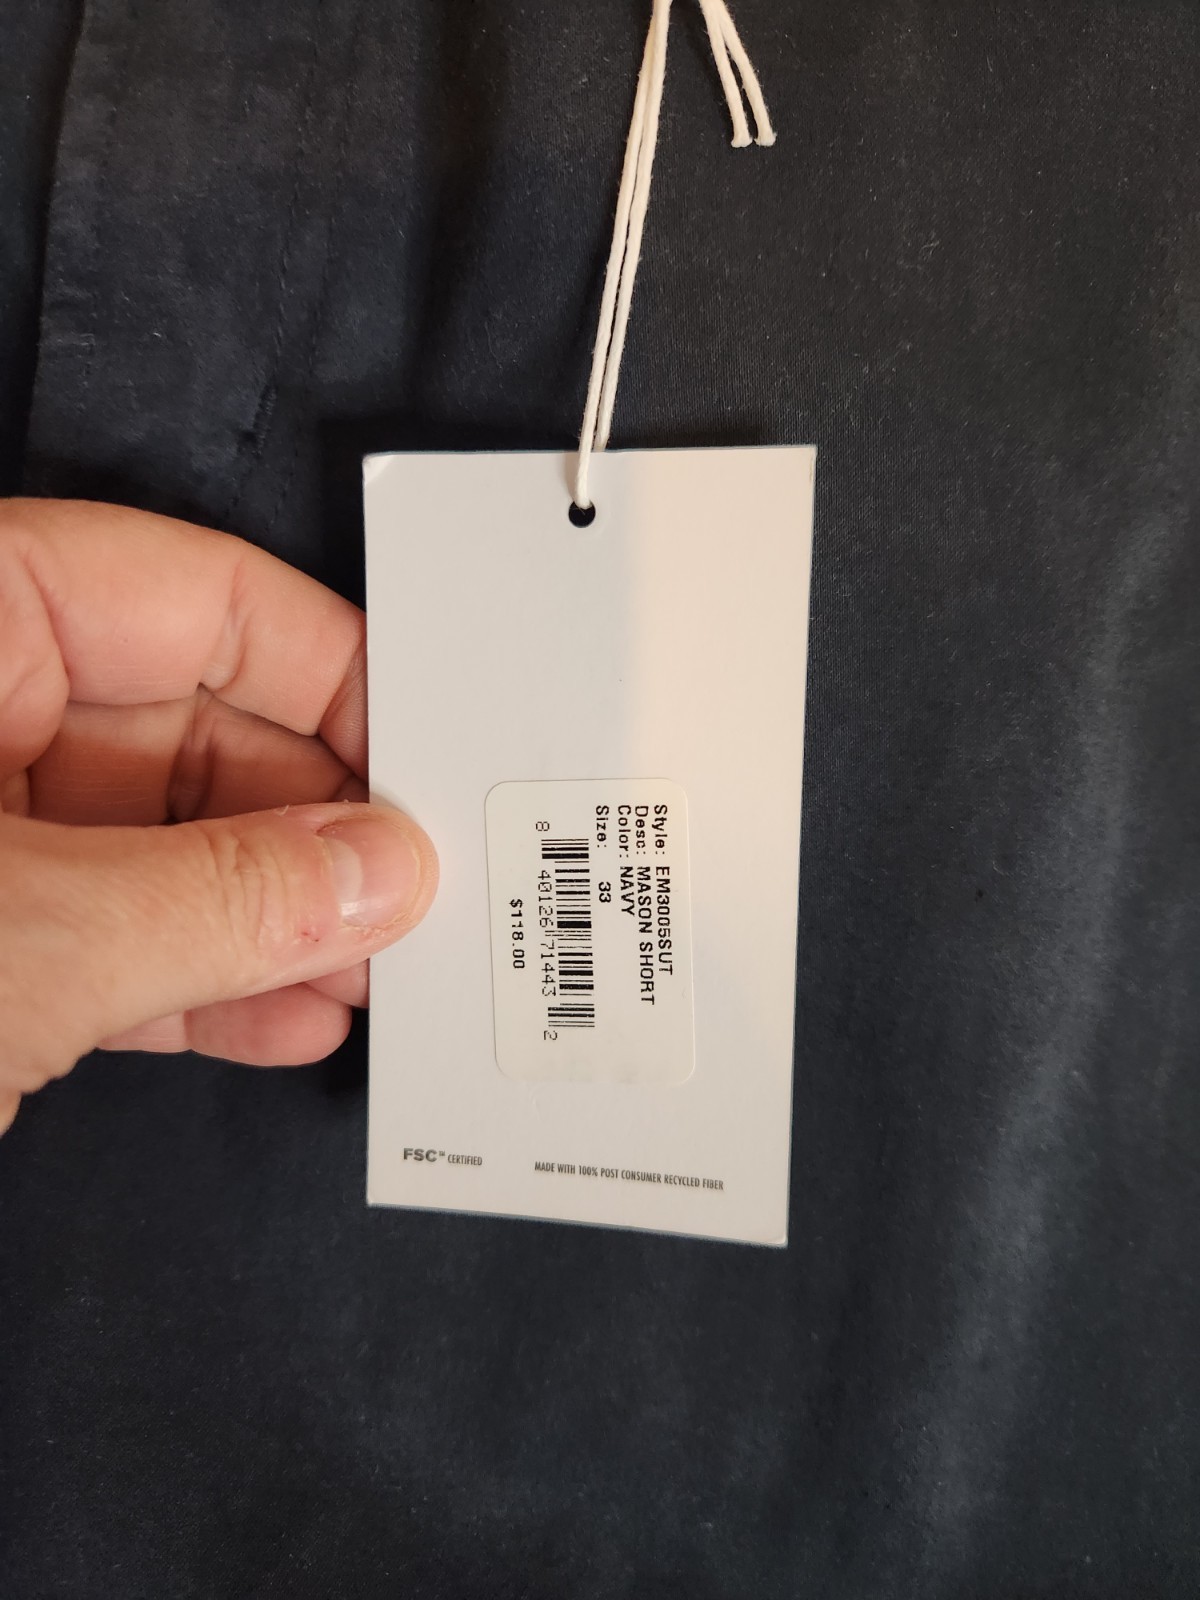 Style: EM3005SUT
Desc: MASON SHORT
Color: NAVY
Size: 33
8 40126 71443 2
$118.00
FSC™ CERTIFIED
MADE WITH 100% POST CONSUMER RECYCLED FIBER